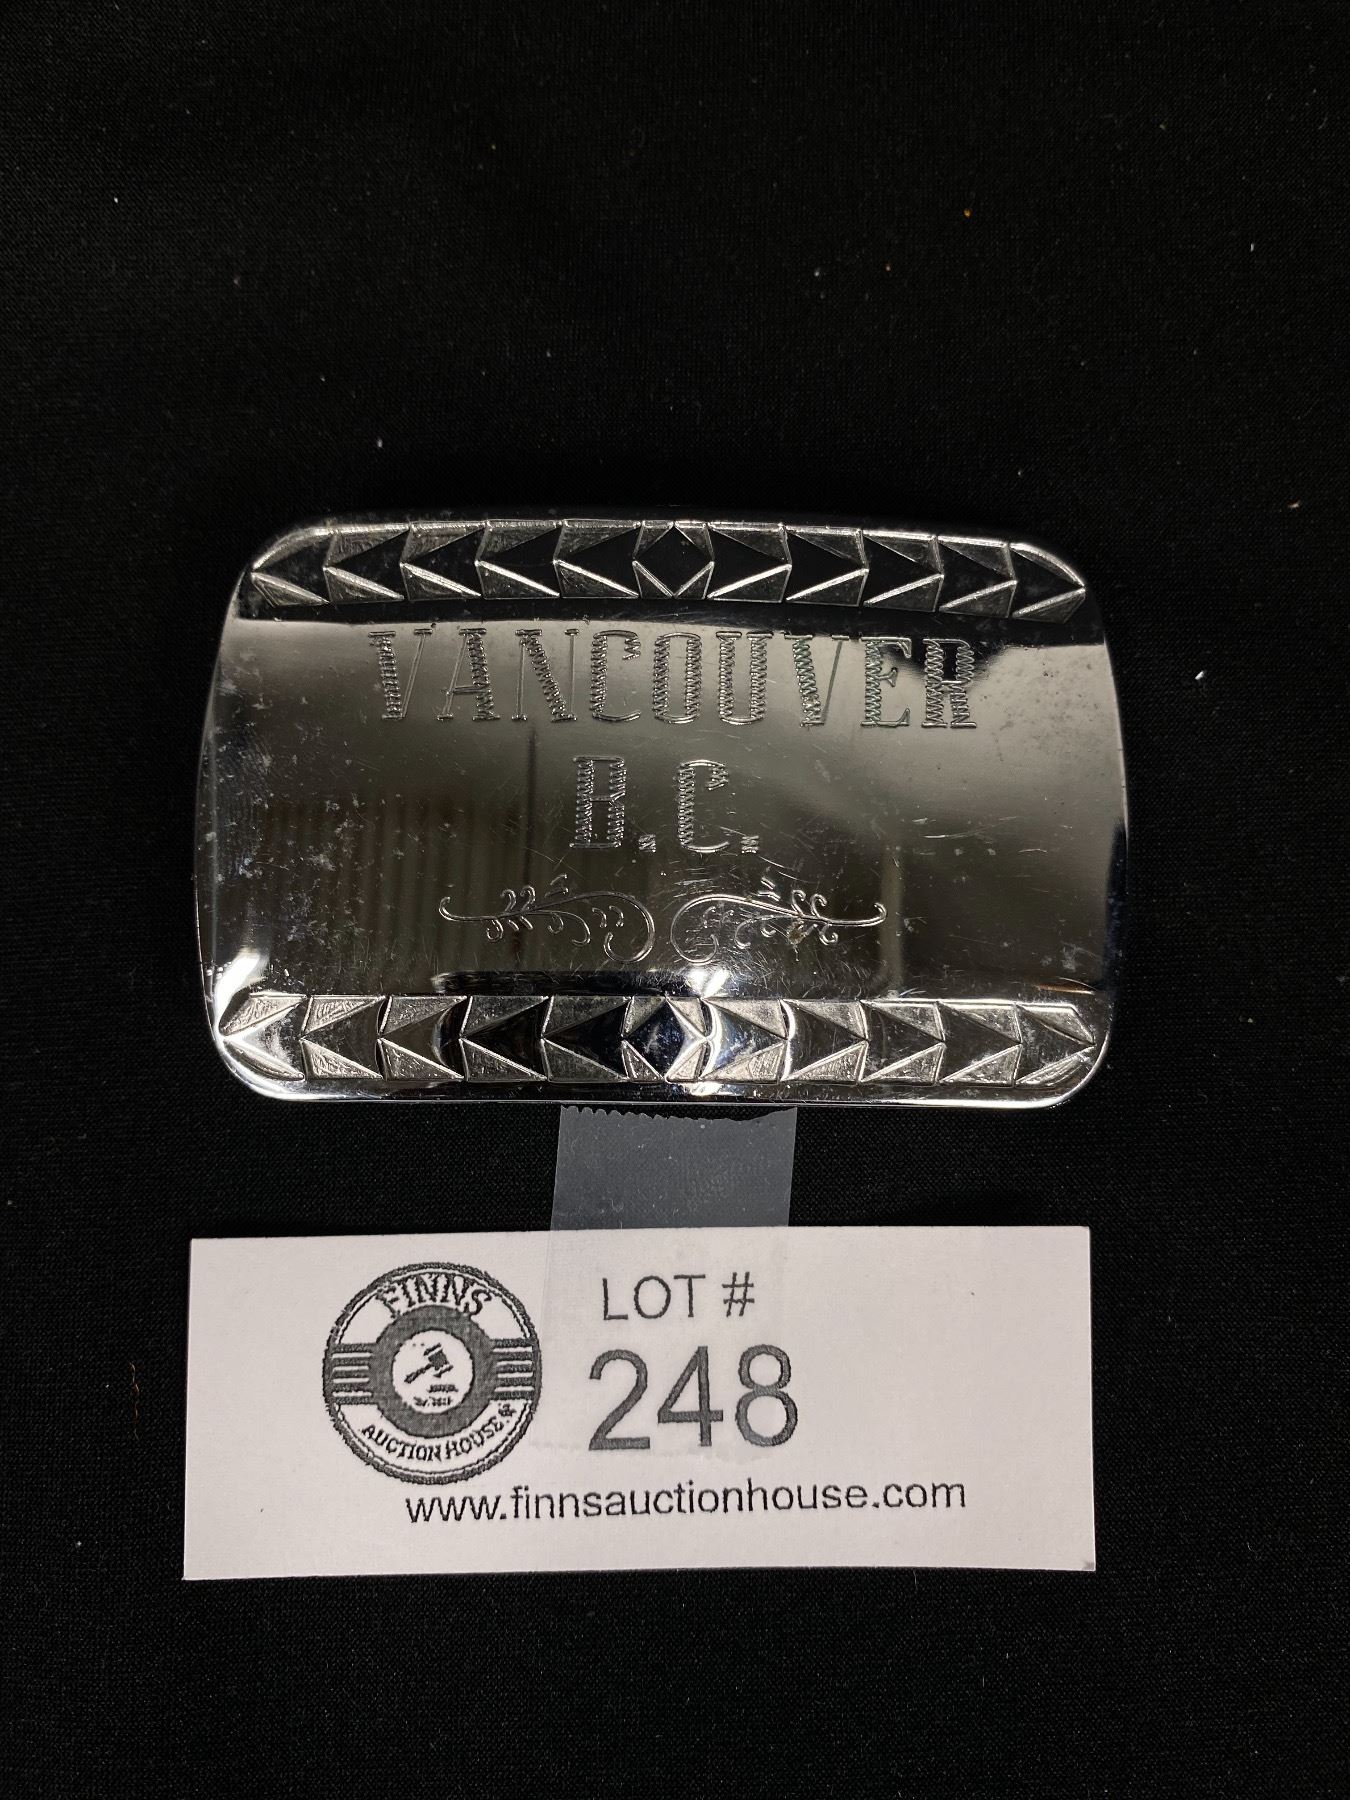 VANCOUVER
B.C.
FINNS
AUCTION HOUSE
LOT #
248
www.finnsauctionhouse.com